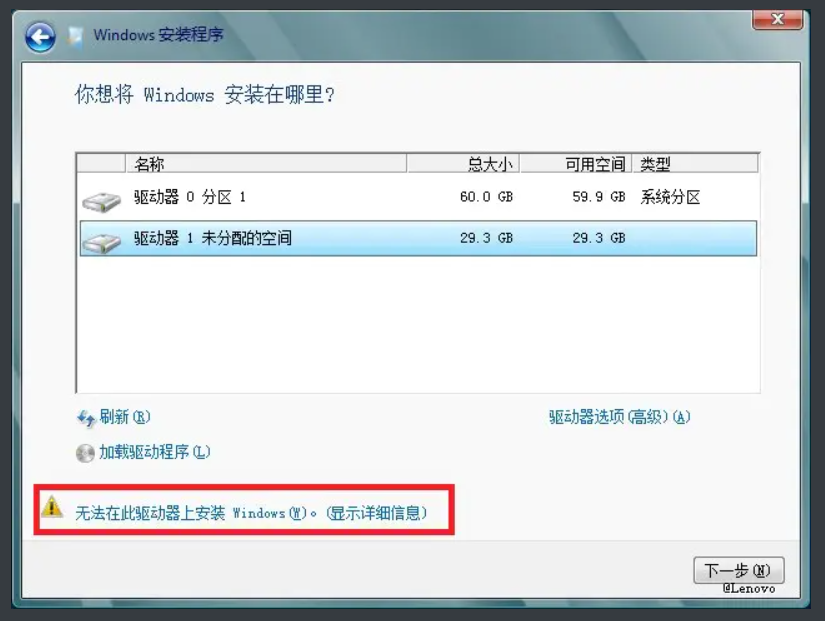 Windows 安装程序
你想将 Windows 安装在哪里?
名称 总大小 可用空间 类型
驱动器 0 分区 1 60.0 GB 59.9 GB 系统分区
驱动器 1 未分配的空间 29.3 GB 29.3 GB
刷新(R) 驱动器选项(高级)(A)
加载驱动程序(L)
无法在此驱动器上安装 Windows(W)。(显示详细信息)
下一步(N)
@Lenovo